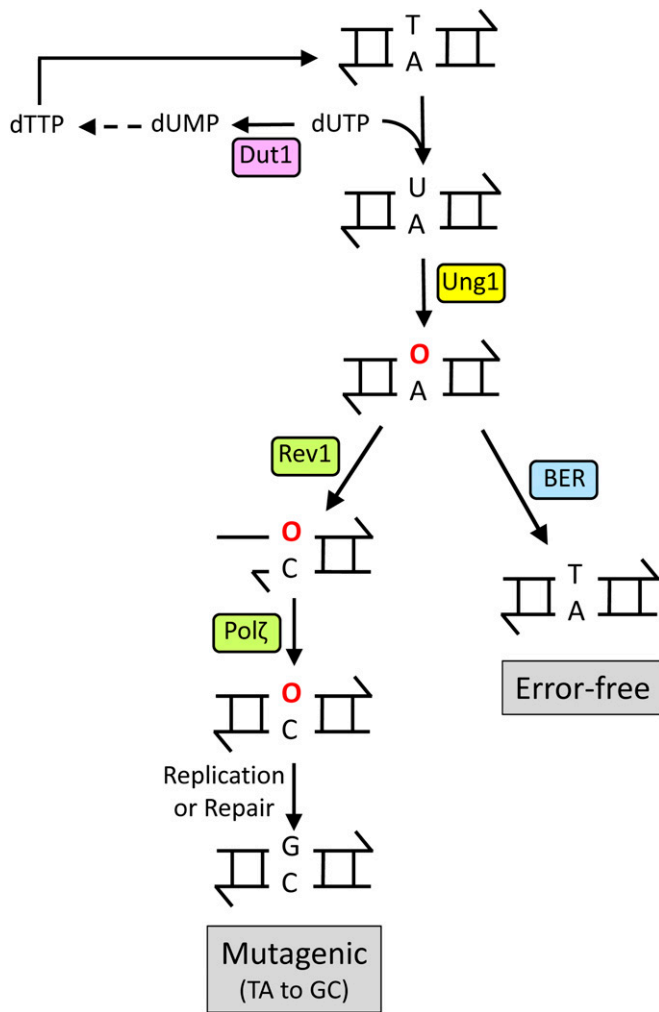 T
A
dTTP
dUMP
dUTP
Dut1
U
A
Ung1
O
A
Rev1
BER
O
C
T
A
Polζ
Error-free
O
C
Replication
or Repair
G
C
Mutagenic
(TA to GC)